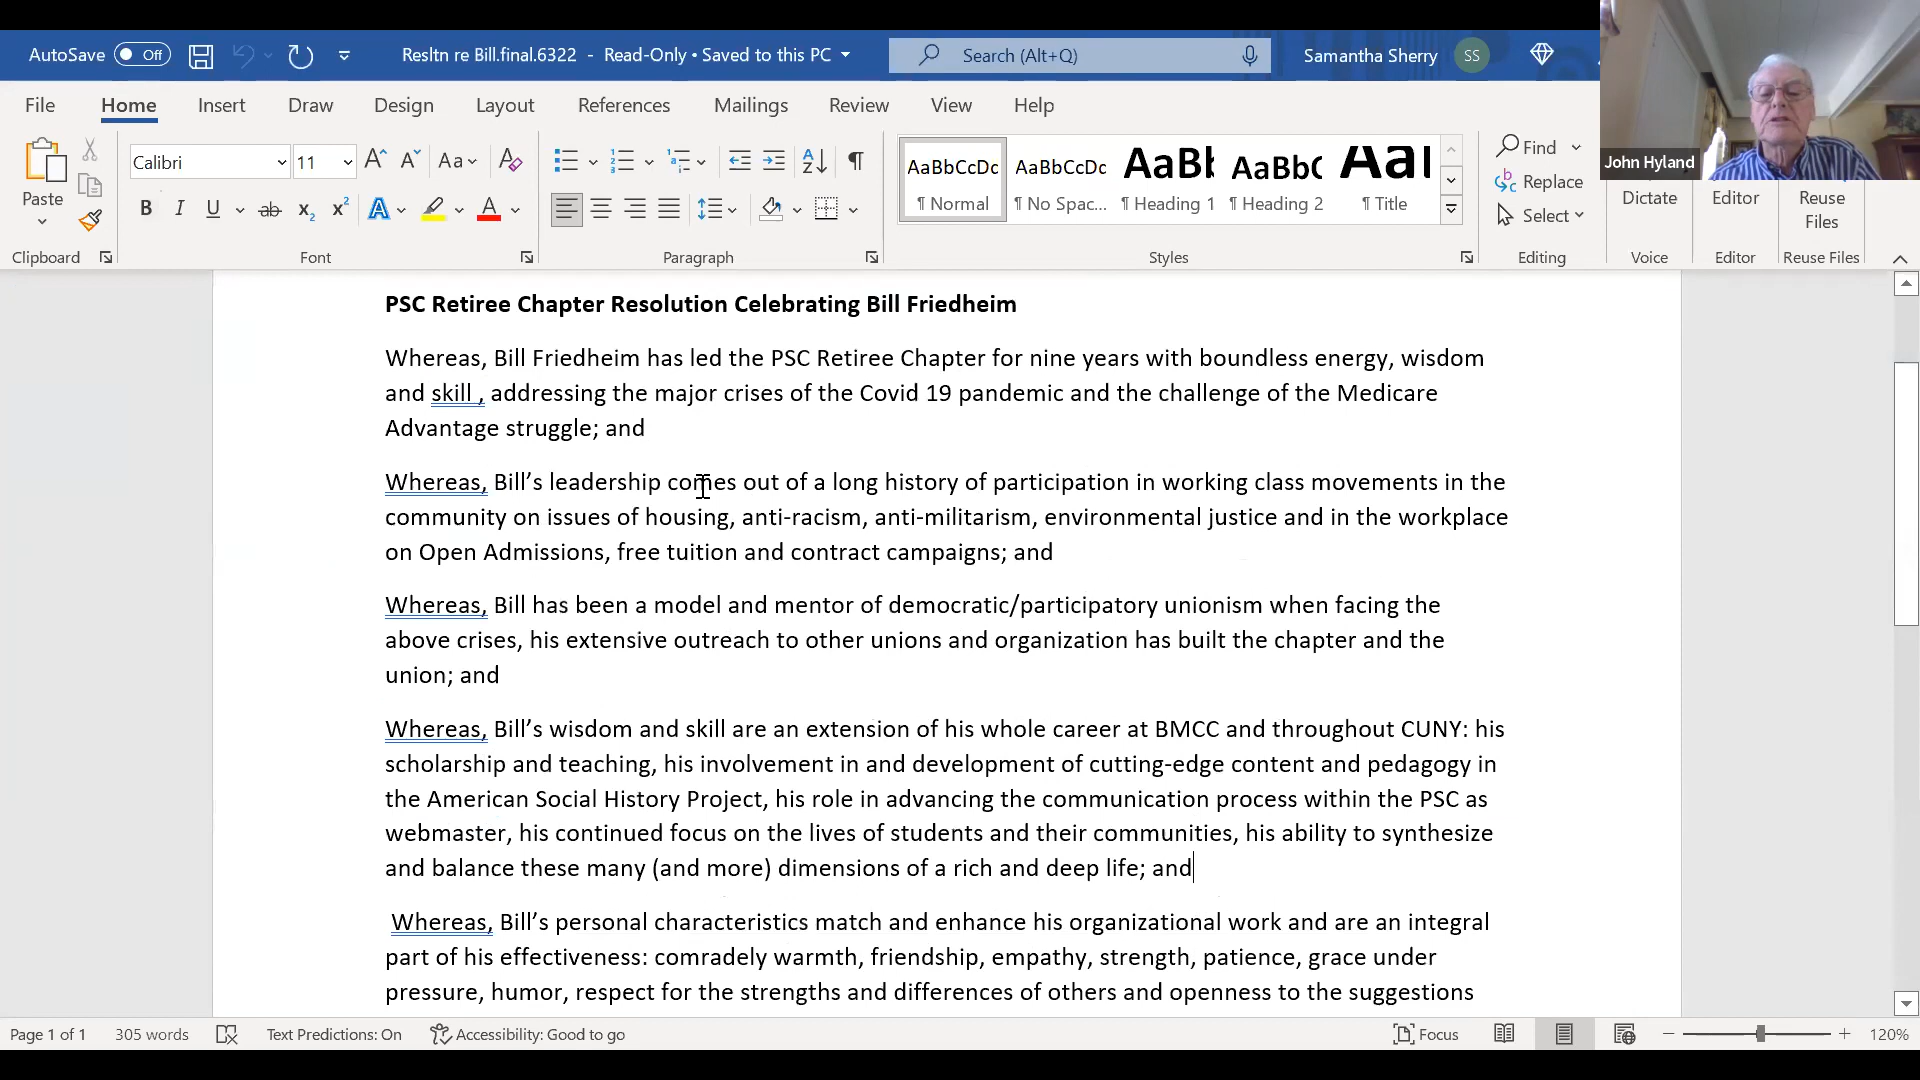 AutoSave Off Resltn re Bill.final.6322 - Read-Only • Saved to this PC Search (Alt+Q) Samantha Sherry SS
File Home Insert Draw Design Layout References Mailings Review View Help
John Hyland
Paste
Clipboard
Calibri 11
Aa
B I U ab x₂ x² A A
Font
Paragraph
AaBbCcDc AaBbCcDc AaBb AaBbC AaB
¶ Normal ¶ No Spac... ¶ Heading 1 ¶ Heading 2 ¶ Title
Styles
Find
Replace
Select
Editing
Dictate
Voice
Editor
Editor
Reuse
Files
Reuse Files
PSC Retiree Chapter Resolution Celebrating Bill Friedheim
Whereas, Bill Friedheim has led the PSC Retiree Chapter for nine years with boundless energy, wisdom
and skill , addressing the major crises of the Covid 19 pandemic and the challenge of the Medicare
Advantage struggle; and
Whereas, Bill’s leadership comes out of a long history of participation in working class movements in the
community on issues of housing, anti-racism, anti-militarism, environmental justice and in the workplace
on Open Admissions, free tuition and contract campaigns; and
Whereas, Bill has been a model and mentor of democratic/participatory unionism when facing the
above crises, his extensive outreach to other unions and organization has built the chapter and the
union; and
Whereas, Bill’s wisdom and skill are an extension of his whole career at BMCC and throughout CUNY: his
scholarship and teaching, his involvement in and development of cutting-edge content and pedagogy in
the American Social History Project, his role in advancing the communication process within the PSC as
webmaster, his continued focus on the lives of students and their communities, his ability to synthesize
and balance these many (and more) dimensions of a rich and deep life; and
Whereas, Bill’s personal characteristics match and enhance his organizational work and are an integral
part of his effectiveness: comradely warmth, friendship, empathy, strength, patience, grace under
pressure, humor, respect for the strengths and differences of others and openness to the suggestions
Page 1 of 1 305 words Text Predictions: On Accessibility: Good to go Focus 120%